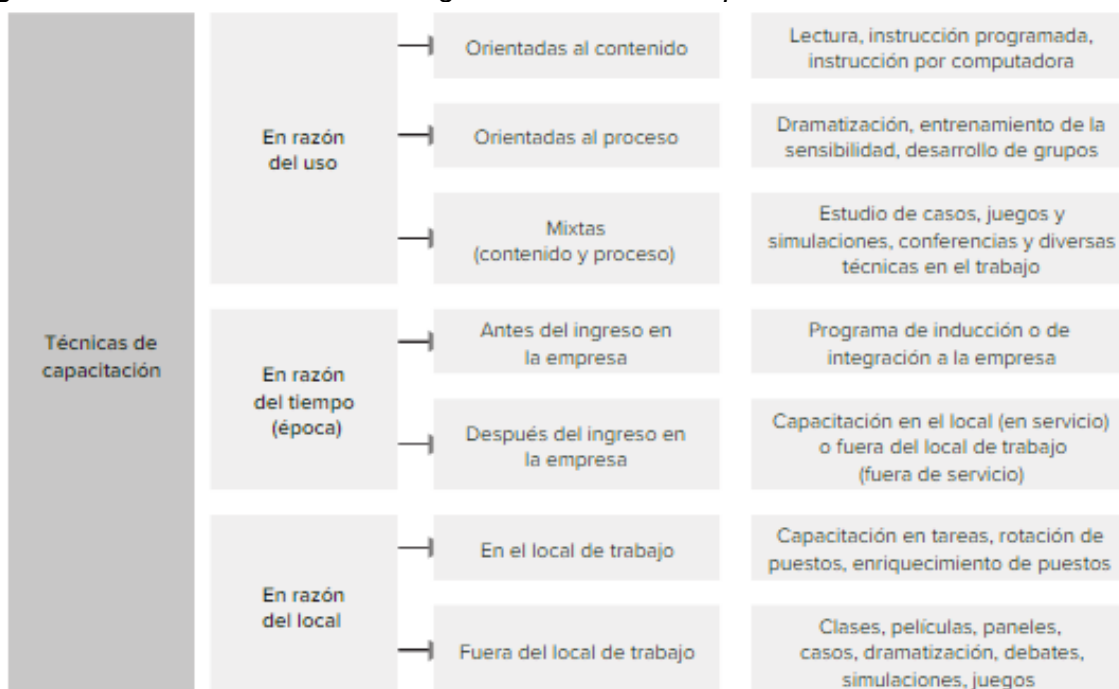 Técnicas de
capacitación
En razón
del uso
Orientadas al contenido
Lectura, instrucción programada,
instrucción por computadora
Orientadas al proceso
Dramatización, entrenamiento de la
sensibilidad, desarrollo de grupos
Mixtas
(contenido y proceso)
Estudio de casos, juegos y
simulaciones, conferencias y diversas
técnicas en el trabajo
En razón
del tiempo
(época)
Antes del ingreso en
la empresa
Programa de inducción o de
integración a la empresa
Después del ingreso en
la empresa
Capacitación en el local (en servicio)
o fuera del local de trabajo
(fuera de servicio)
En razón
del local
En el local de trabajo
Capacitación en tareas, rotación de
puestos, enriquecimiento de puestos
Fuera del local de trabajo
Clases, películas, paneles,
casos, dramatización, debates,
simulaciones, juegos